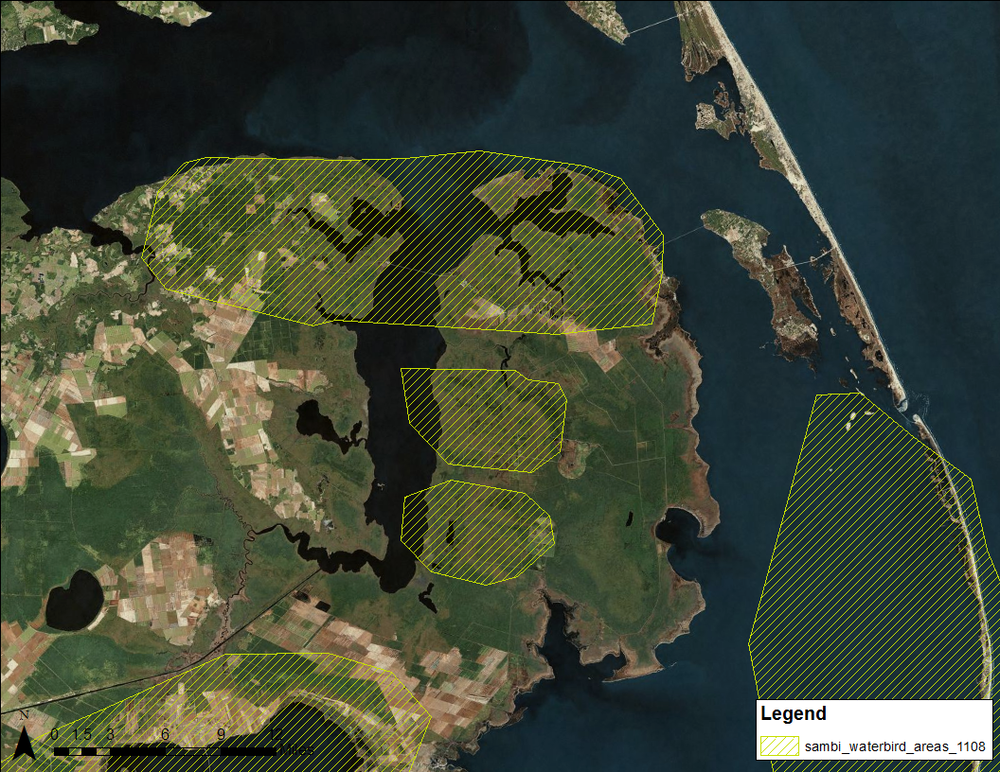 N
0 1.5 3 6 9 12
Miles
Legend
sambi_waterbird_areas_1108